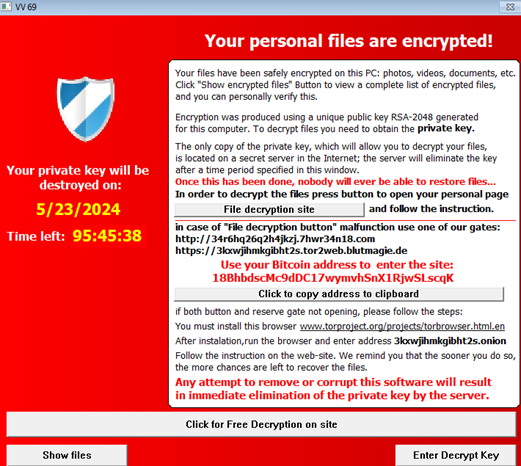 VV 69
Your personal files are encrypted!
Your files have been safely encrypted on this PC: photos, videos, documents, etc.
Click "Show encrypted files" Button to view a complete list of encrypted files,
and you can personally verify this.
Encryption was produced using a unique public key RSA-2048 generated
for this computer. To decrypt files you need to obtain the private key.
The only copy of the private key, which will allow you to decrypt your files,
is located on a secret server in the Internet; the server will eliminate the key
after a time period specified in this window.
Once this has been done, nobody will ever be able to restore files...
In order to decrypt the files press button to open your personal page
File decryption site and follow the instruction.
in case of "File decryption button" malfunction use one of our gates:
http://34r6hq26q2h4jkzj.7hwr34n18.com
https://3kxwjihmkgibht2s.tor2web.blutmagie.de
Use your Bitcoin address to enter the site:
18BhbdscMc9dDC17wymvhSnX1RjwSLscqK
Click to copy address to clipboard
if both button and reserve gate not opening, please follow the steps:
You must install this browser www.torproject.org/projects/torbrowser.html.en
After instalation,run the browser and enter address 3kxwjihmkgibht2s.onion
Follow the instruction on the web-site. We remind you that the sooner you do so,
the more chances are left to recover the files.
Any attempt to remove or corrupt this software will result
in immediate elimination of the private key by the server.
Your private key will be
destroyed on:
5/23/2024
Time left: 95:45:38
Click for Free Decryption on site
Show files
Enter Decrypt Key